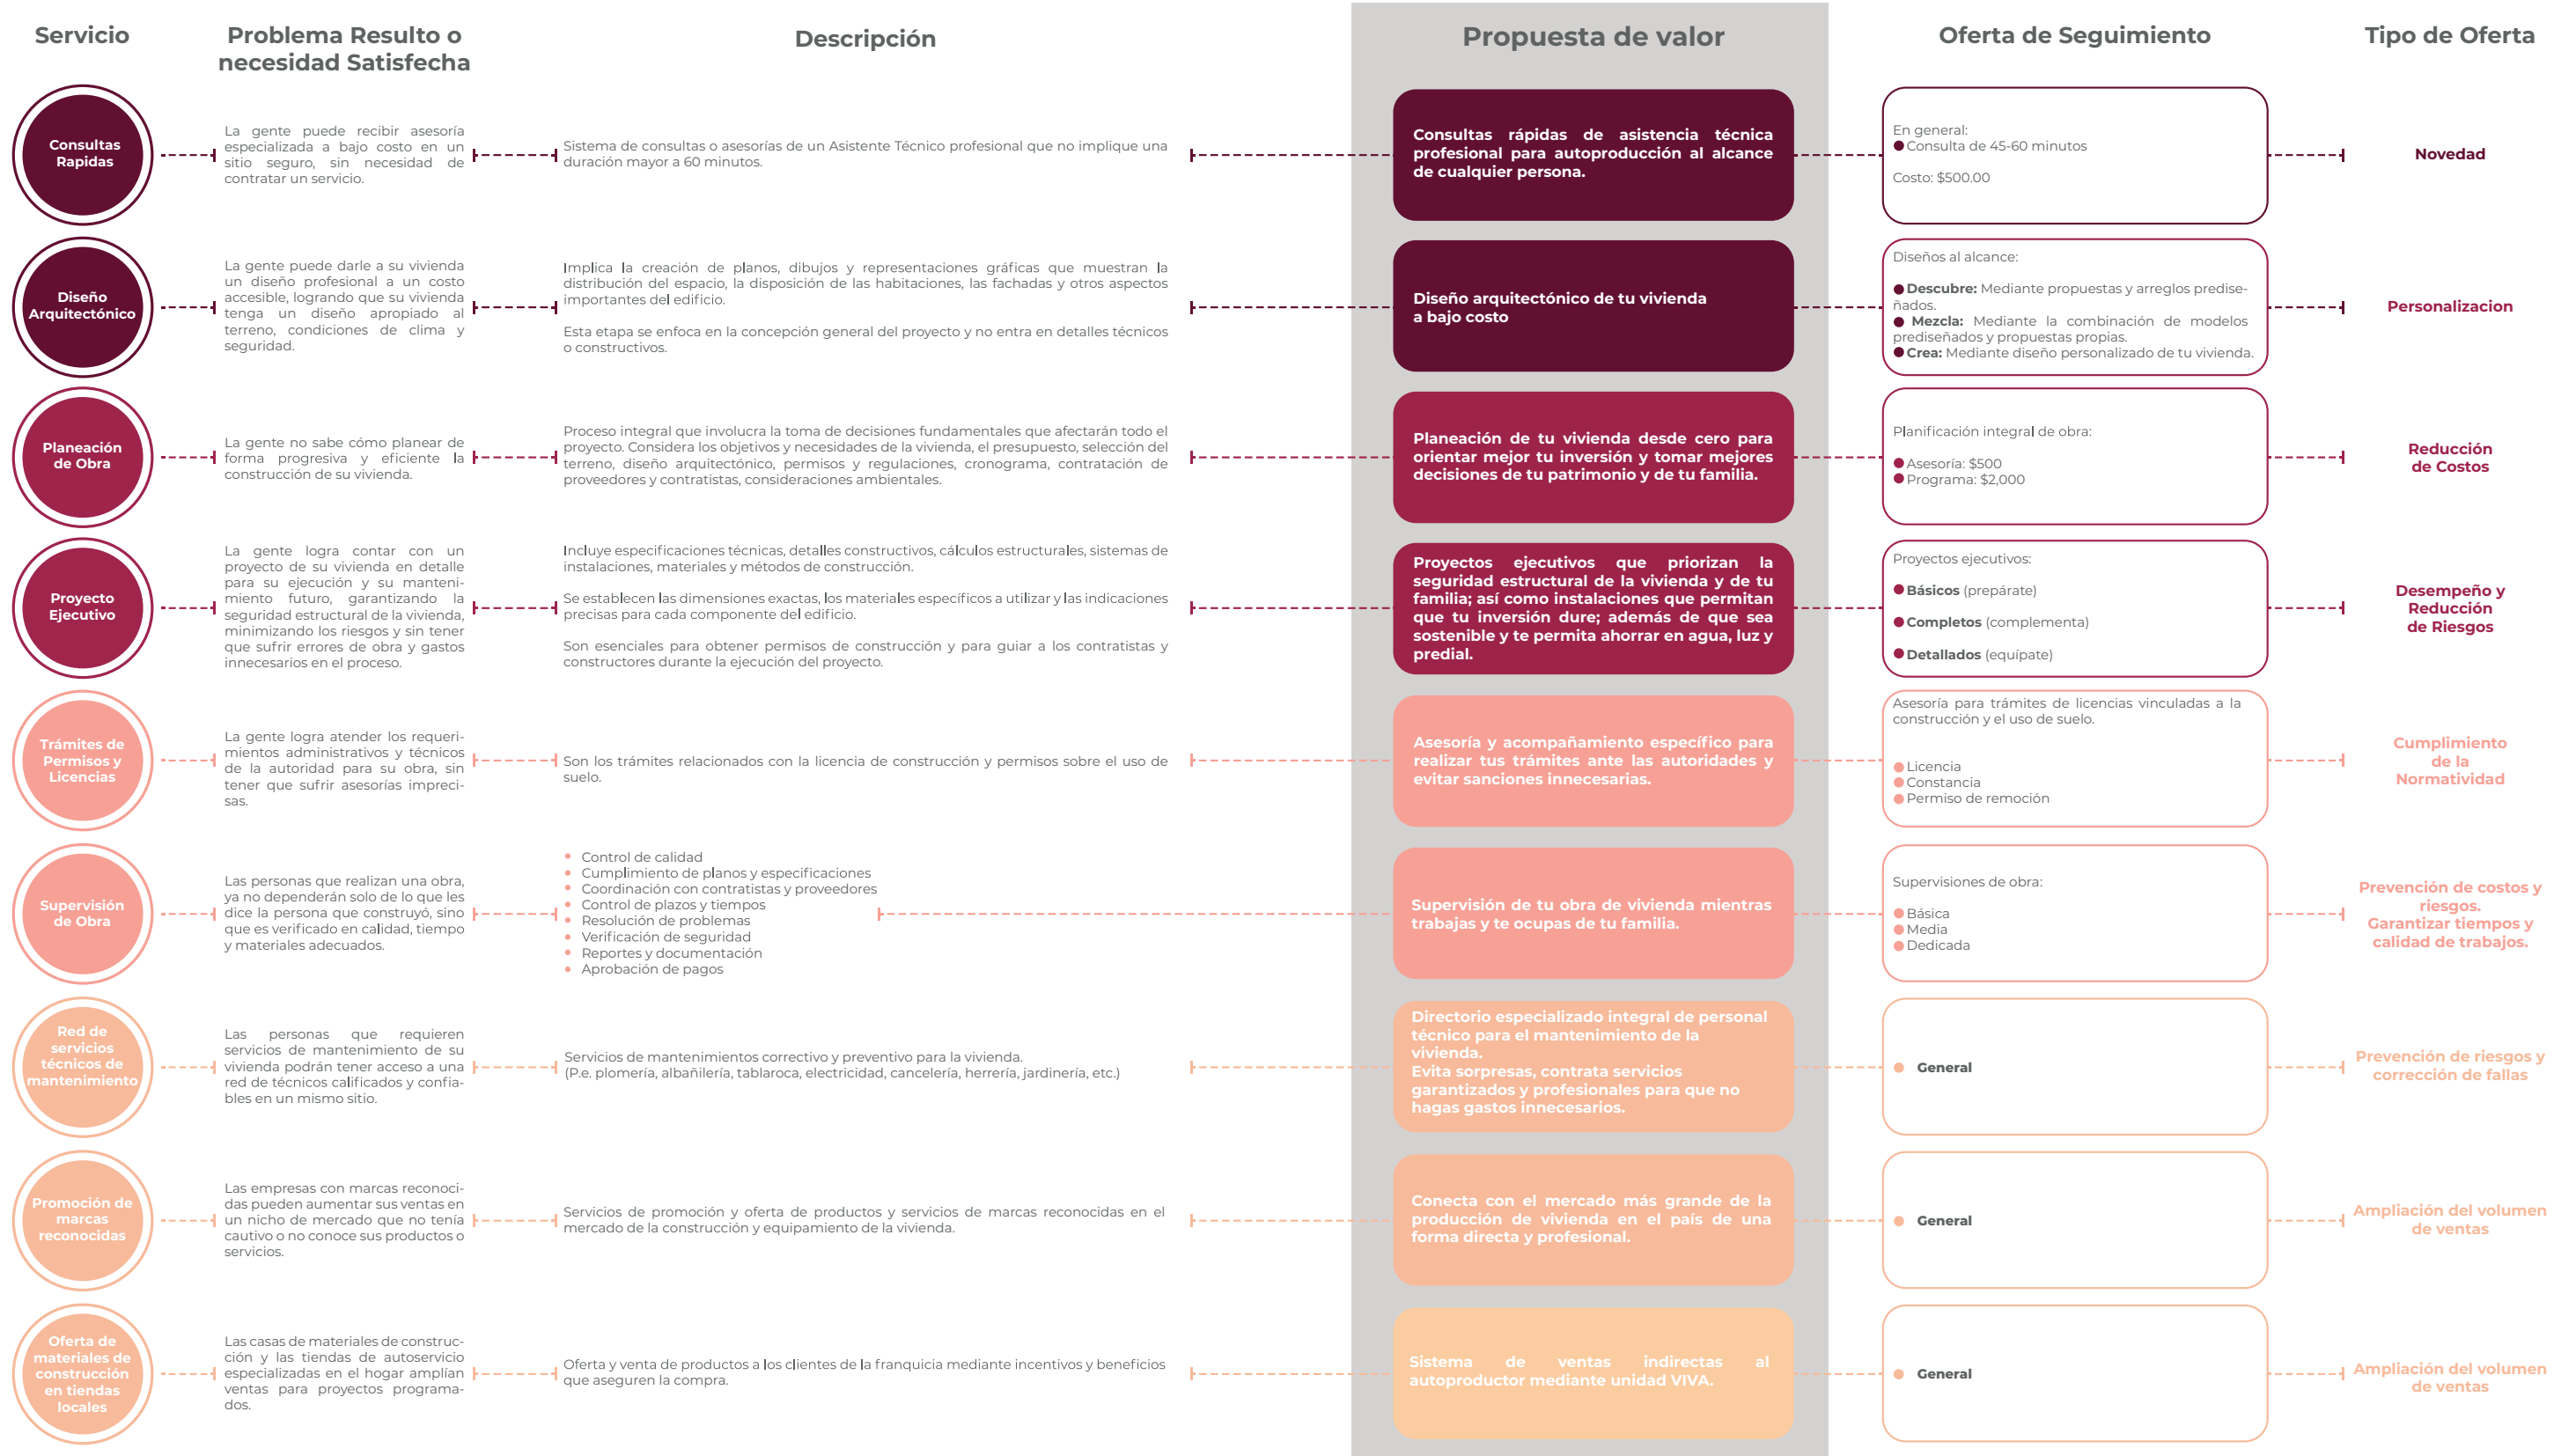 Servicio
Problema Resulto o
necesidad Satisfecha
Descripción
Propuesta de valor
Oferta de Seguimiento
Tipo de Oferta
Consultas
Rapidas
La gente puede recibir asesoría
especializada a bajo costo en un
sitio seguro, sin necesidad de
contratar un servicio.
Sistema de consultas o asesorías de un Asistente Técnico profesional que no implique una
duración mayor a 60 minutos.
Consultas rápidas de asistencia técnica
profesional para autoproducción al alcance
de cualquier persona.
En general:
Consulta de 45-60 minutos
Costo: $500.00
Novedad
Diseño
Arquitectónico
La gente puede darle a su vivienda
un diseño profesional a un costo
accesible, logrando que su vivienda
tenga un diseño apropiado al
terreno, condiciones de clima y
seguridad.
Implica la creación de planos, dibujos y representaciones gráficas que muestran la
distribución del espacio, la disposición de las habitaciones, las fachadas y otros aspectos
importantes del edificio.
Esta etapa se enfoca en la concepción general del proyecto y no entra en detalles técnicos
o constructivos.
Diseño arquitectónico de tu vivienda
a bajo costo
Diseños al alcance:
Descubre: Mediante propuestas y arreglos predise-
ñados.
Mezcla: Mediante la combinación de modelos
prediseñados y propuestas propias.
Crea: Mediante diseño personalizado de tu vivienda.
Personalizacion
Planeación
de Obra
La gente no sabe cómo planear de
forma progresiva y eficiente la
construcción de su vivienda.
Proceso integral que involucra la toma de decisiones fundamentales que afectarán todo el
proyecto. Considera los objetivos y necesidades de la vivienda, el presupuesto, selección del
terreno, diseño arquitectónico, permisos y regulaciones, cronograma, contratación de
proveedores y contratistas, consideraciones ambientales.
Planeación de tu vivienda desde cero para
orientar mejor tu inversión y tomar mejores
decisiones de tu patrimonio y de tu familia.
Planificación integral de obra:
Asesoría: $500
Programa: $2,000
Reducción
de Costos
Proyecto
Ejecutivo
La gente logra contar con un
proyecto de su vivienda en detalle
para su ejecución y su manteni-
miento futuro, garantizando la
seguridad estructural de la vivienda,
minimizando los riesgos y sin tener
que sufrir errores de obra y gastos
innecesarios en el proceso.
Incluye especificaciones técnicas, detalles constructivos, cálculos estructurales, sistemas de
instalaciones, materiales y métodos de construcción.
Se establecen las dimensiones exactas, los materiales específicos a utilizar y las indicaciones
precisas para cada componente del edificio.
Son esenciales para obtener permisos de construcción y para guiar a los contratistas y
constructores durante la ejecución del proyecto.
Proyectos ejecutivos que priorizan la
seguridad estructural de la vivienda y de tu
familia; así como instalaciones que permitan
que tu inversión dure; además de que sea
sostenible y te permita ahorrar en agua, luz y
predial.
Proyectos ejecutivos:
Básicos (prepárate)
Completos (complementa)
Detallados (equípate)
Desempeño y
Reducción
de Riesgos
Trámites de
Permisos y
Licencias
La gente logra atender los requeri-
mientos administrativos y técnicos
de la autoridad para su obra, sin
tener que sufrir asesorías impreci-
sas.
Son los trámites relacionados con la licencia de construcción y permisos sobre el uso de
suelo.
Asesoría y acompañamiento específico para
realizar tus trámites ante las autoridades y
evitar sanciones innecesarias.
Asesoría para trámites de licencias vinculadas a la
construcción y el uso de suelo.
Licencia
Constancia
Permiso de remoción
Cumplimiento
de la
Normatividad
Supervisión
de Obra
Las personas que realizan una obra,
ya no dependerán solo de lo que les
dice la persona que construyó, sino
que es verificado en calidad, tiempo
y materiales adecuados.
Control de calidad
Cumplimiento de planos y especificaciones
Coordinación con contratistas y proveedores
Control de plazos y tiempos
Resolución de problemas
Verificación de seguridad
Reportes y documentación
Aprobación de pagos
Supervisión de tu obra de vivienda mientras
trabajas y te ocupas de tu familia.
Supervisiones de obra:
Básica
Media
Dedicada
Prevención de costos y
riesgos.
Garantizar tiempos y
calidad de trabajos.
Red de
servicios
técnicos de
mantenimiento
Las personas que requieren
servicios de mantenimiento de su
vivienda podrán tener acceso a una
red de técnicos calificados y confia-
bles en un mismo sitio.
Servicios de mantenimientos correctivo y preventivo para la vivienda.
(P.e. plomería, albañilería, tablaroca, electricidad, cancelería, herrería, jardinería, etc.)
Directorio especializado integral de personal
técnico para el mantenimiento de la
vivienda.
Evita sorpresas, contrata servicios
garantizados y profesionales para que no
hagas gastos innecesarios.
General
Prevención de riesgos y
corrección de fallas
Promoción de
marcas
reconocidas
Las empresas con marcas reconoci-
das pueden aumentar sus ventas en
un nicho de mercado que no tenía
cautivo o no conoce sus productos o
servicios.
Servicios de promoción y oferta de productos y servicios de marcas reconocidas en el
mercado de la construcción y equipamiento de la vivienda.
Conecta con el mercado más grande de la
producción de vivienda en el país de una
forma directa y profesional.
General
Ampliación del volumen
de ventas
Oferta de
materiales de
construcción
en tiendas
locales
Las casas de materiales de construc-
ción y las tiendas de autoservicio
especializadas en el hogar amplían
ventas para proyectos programa-
dos.
Oferta y venta de productos a los clientes de la franquicia mediante incentivos y beneficios
que aseguren la compra.
Sistema de ventas indirectas al
autoproductor mediante unidad VIVA.
General
Ampliación del volumen
de ventas